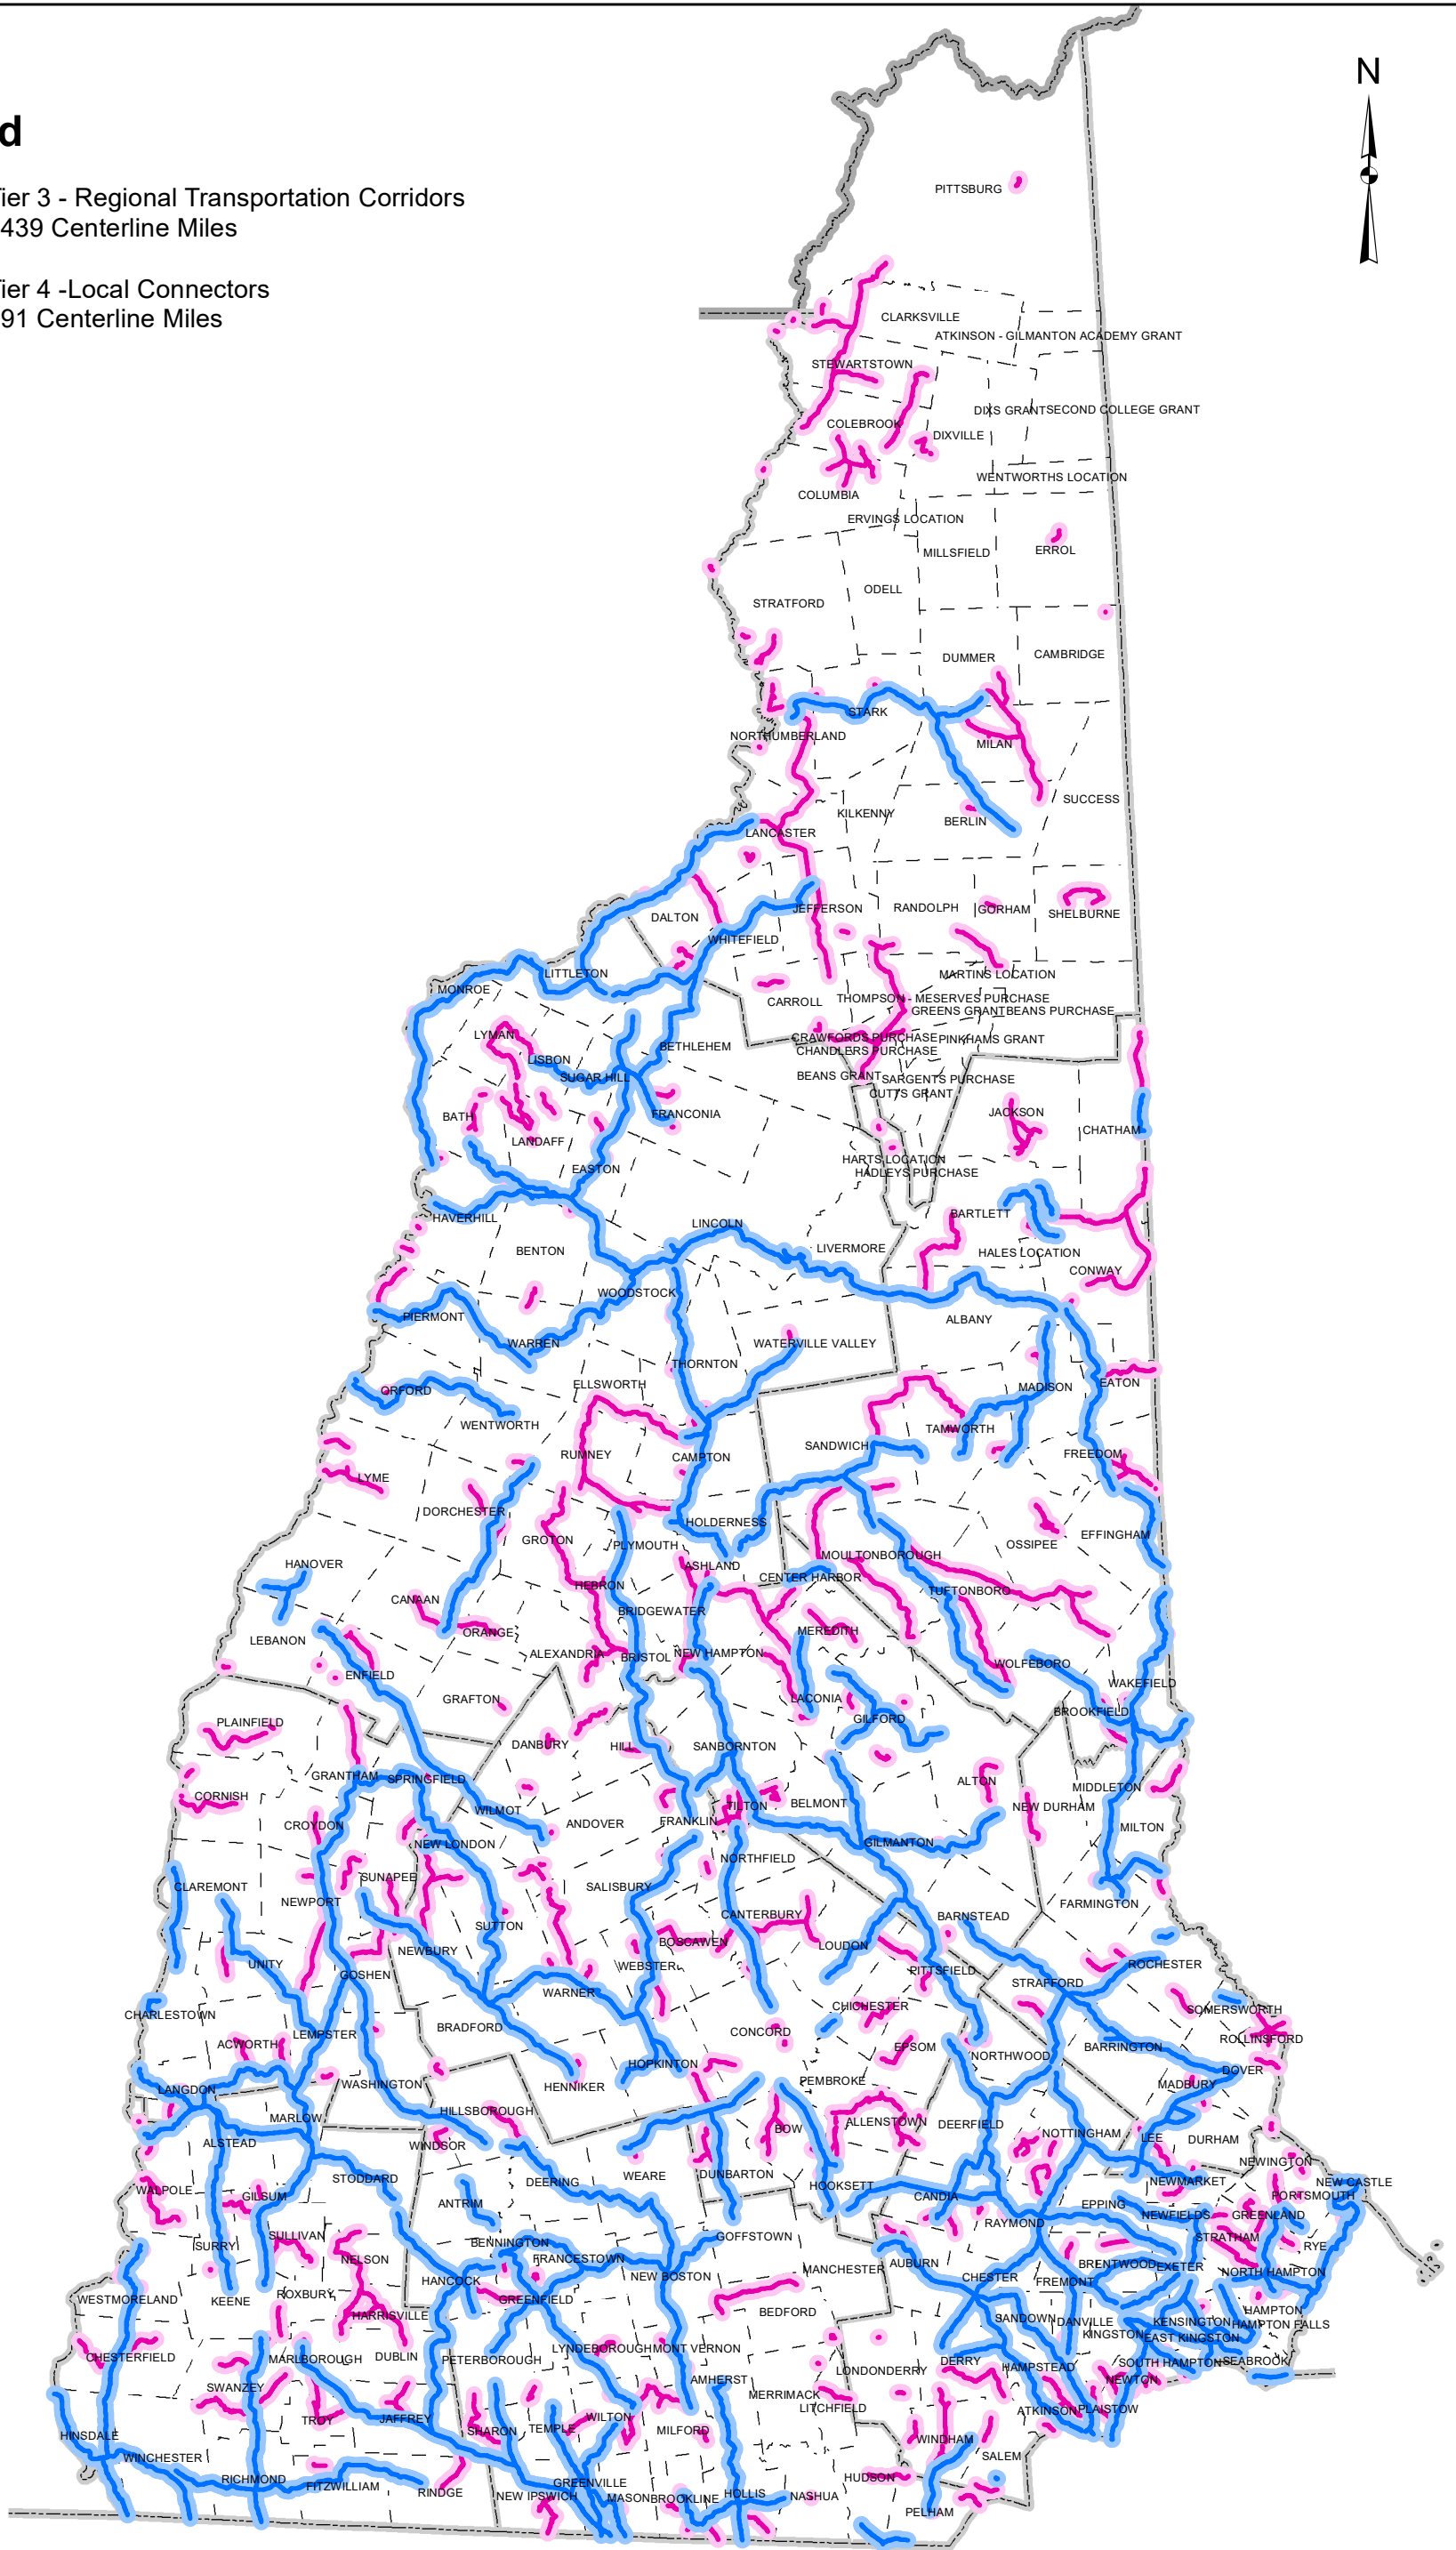 d
N
ier 3 - Regional Transportation Corridors
439 Centerline Miles
ier 4 -Local Connectors
91 Centerline Miles
PITTSBURG
CLARKSVILLE
ATKINSON - GILMANTON ACADEMY GRANT
STEWARTSTOWN
DIXS GRANT
SECOND COLLEGE GRANT
COLEBROOK
DIXVILLE
WENTWORTHS LOCATION
COLUMBIA
ERVINGS LOCATION
MILLSFIELD
ERROL
ODELL
STRATFORD
DUMMER
CAMBRIDGE
STARK
NORTHUMBERLAND
MILAN
SUCCESS
KILKENNY
BERLIN
LANCASTER
JEFFERSON
RANDOLPH
GORHAM
SHELBURNE
DALTON
WHITEFIELD
LITTLETON
MARTINS LOCATION
MONROE
CARROLL
THOMPSON - MESERVES PURCHASE
GREENS GRANT
BEANS PURCHASE
LYMAN
CRAWFORDS PURCHASE
PINKHAMS GRANT
BETHLEHEM
CHANDLERS PURCHASE
LISBON
SUGAR HILL
BEANS GRANT
SARGENTS PURCHASE
CUTTS GRANT
FRANCONIA
JACKSON
BATH
CHATHAM
LANDAFF
HARTS LOCATION
EASTON
HADLEYS PURCHASE
HAVERHILL
BARTLETT
LINCOLN
BENTON
LIVERMORE
HALES LOCATION
CONWAY
WOODSTOCK
PIERMONT
ALBANY
WARREN
WATERVILLE VALLEY
THORNTON
ELLSWORTH
EATON
ORFORD
MADISON
WENTWORTH
TAMWORTH
SANDWICH
RUMNEY
CAMPTON
FREEDOM
LYME
DORCHESTER
HOLDERNESS
GROTON
PLYMOUTH
EFFINGHAM
OSSIPEE
MOULTONBOROUGH
HANOVER
ASHLAND
CENTER HARBOR
HEBRON
TUFTONBORO
CANAAN
BRIDGEWATER
ORANGE
MEREDITH
LEBANON
ALEXANDRIA
BRISTOL
NEW HAMPTON
WOLFEBORO
ENFIELD
WAKEFIELD
GRAFTON
LACONIA
BROOKFIELD
PLAINFIELD
GILFORD
DANBURY
HILL
SANBORNTON
GRANTHAM
SPRINGFIELD
ALTON
MIDDLETON
CORNISH
WILMOT
TILTON
BELMONT
NEW DURHAM
CROYDON
ANDOVER
FRANKLIN
MILTON
NEW LONDON
GILMANTON
NORTHFIELD
SUNAPEE
CLAREMONT
SALISBURY
NEWPORT
FARMINGTON
CANTERBURY
BARNSTEAD
SUTTON
BOSCAWEN
LOUDON
NEWBURY
UNITY
WEBSTER
ROCHESTER
GOSHEN
PITTSFIELD
STRAFFORD
WARNER
CHARLESTOWN
CHICHESTER
SOMERSWORTH
LEMPSTER
BRADFORD
CONCORD
ROLLINSFORD
ACWORTH
EPSOM
BARRINGTON
NORTHWOOD
HOPKINTON
DOVER
LANGDON
WASHINGTON
HENNIKER
PEMBROKE
MADBURY
MARLOW
HILLSBOROUGH
ALLENSTOWN
DEERFIELD
BOW
NOTTINGHAM
LEE
DURHAM
ALSTEAD
WINDSOR
NEWINGTON
STODDARD
DEERING
WEARE
DUNBARTON
HOOKSETT
NEWMARKET
NEW CASTLE
WALPOLE
GILSUM
ANTRIM
CANDIA
PORTSMOUTH
EPPING
NEWFIELDS
GREENLAND
RAYMOND
SULLIVAN
GOFFSTOWN
STRATHAM
SURRY
BENNINGTON
RYE
NELSON
FRANCESTOWN
AUBURN
BRENTWOOD
EXETER
MANCHESTER
NEW BOSTON
CHESTER
FREMONT
NORTH HAMPTON
HANCOCK
ROXBURY
WESTMORELAND
KEENE
GREENFIELD
BEDFORD
HAMPTON
HARRISVILLE
SANDOWN
DANVILLE
KENSINGTON
HAMPTON FALLS
KINGSTON
EAST KINGSTON
LYNDEBOROUGH
MONT VERNON
CHESTERFIELD
MARLBOROUGH
DUBLIN
PETERBOROUGH
DERRY
HAMPSTEAD
SOUTH HAMPTON
SEABROOK
LONDONDERRY
AMHERST
NEWTON
SWANZEY
MERRIMACK
LITCHFIELD
ATKINSON
PLAISTOW
TROY
JAFFREY
SHARON
TEMPLE
WILTON
MILFORD
HINSDALE
WINDHAM
WINCHESTER
SALEM
RICHMOND
FITZWILLIAM
HUDSON
RINDGE
GREENVILLE
NEW IPSWICH
MASON
BROOKLINE
HOLLIS
NASHUA
PELHAM